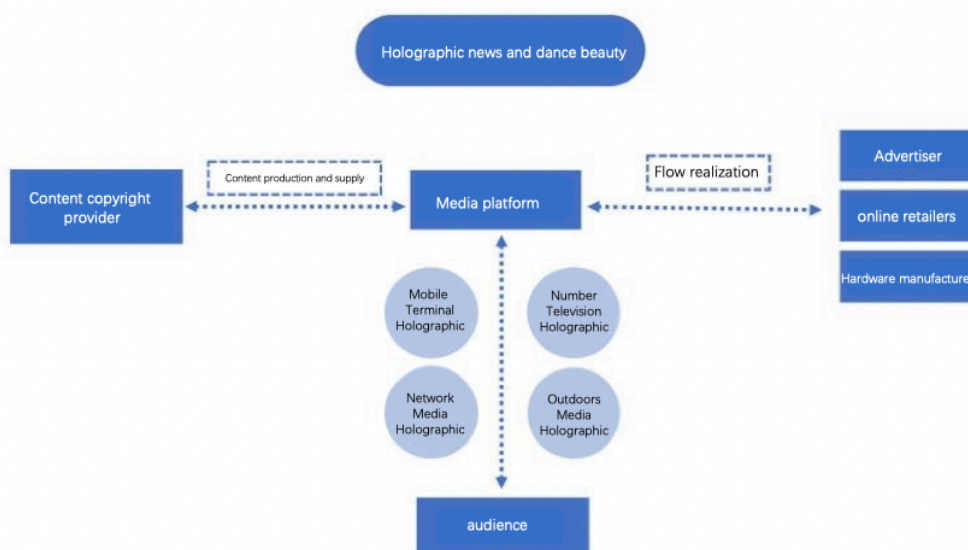 Holographic news and dance beauty
Advertiser
Content copyright
provider
Content production and supply
Media platform
Flow realization
online retailers
Hardware manufacture
Mobile
Terminal
Holographic
Number
Television
Holographic
Network
Media
Holographic
Outdoors
Media
Holographic
audience